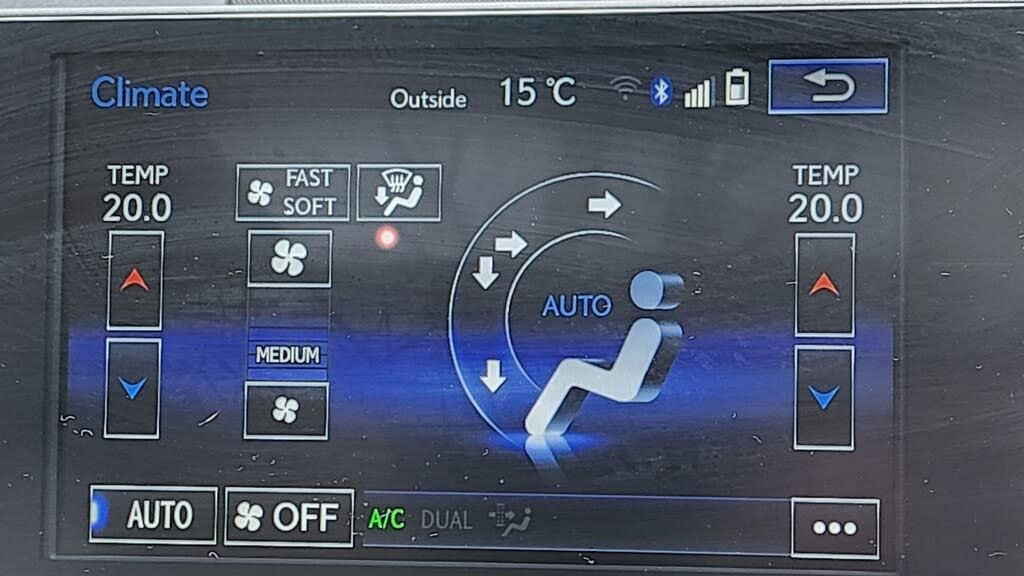 Climate
Outside 15 °C
TEMP
20.0
FAST
SOFT
TEMP
20.0
AUTO
MEDIUM
AUTO
OFF
A/C
DUAL